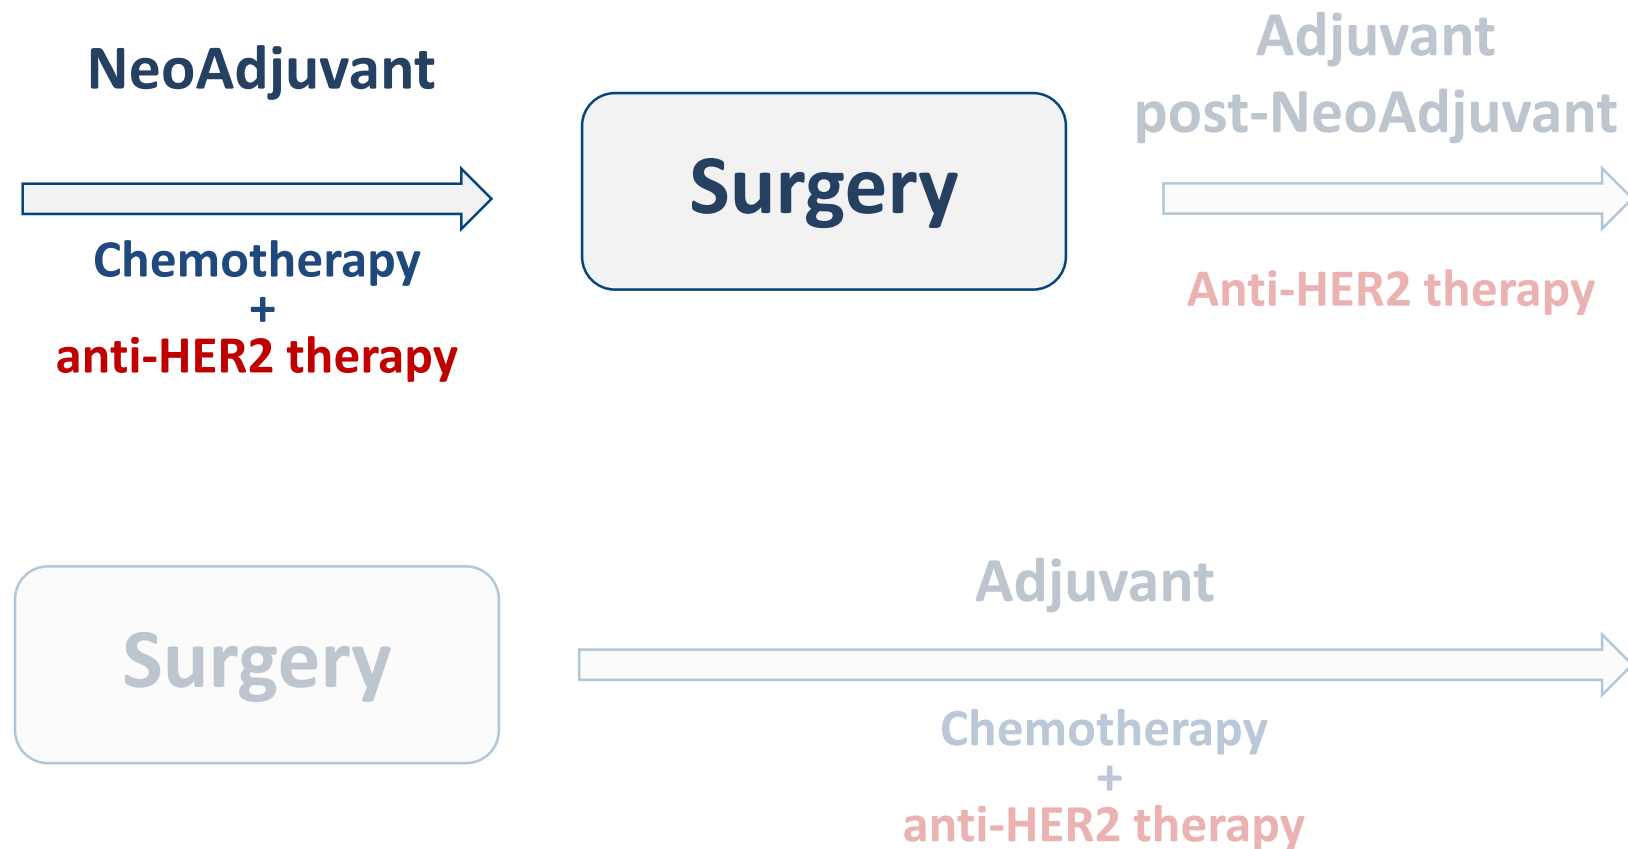 NeoAdjuvant
Chemotherapy
+
anti-HER2 therapy
Surgery
Adjuvant
post-NeoAdjuvant
Anti-HER2 therapy
Surgery
Adjuvant
Chemotherapy
+
anti-HER2 therapy